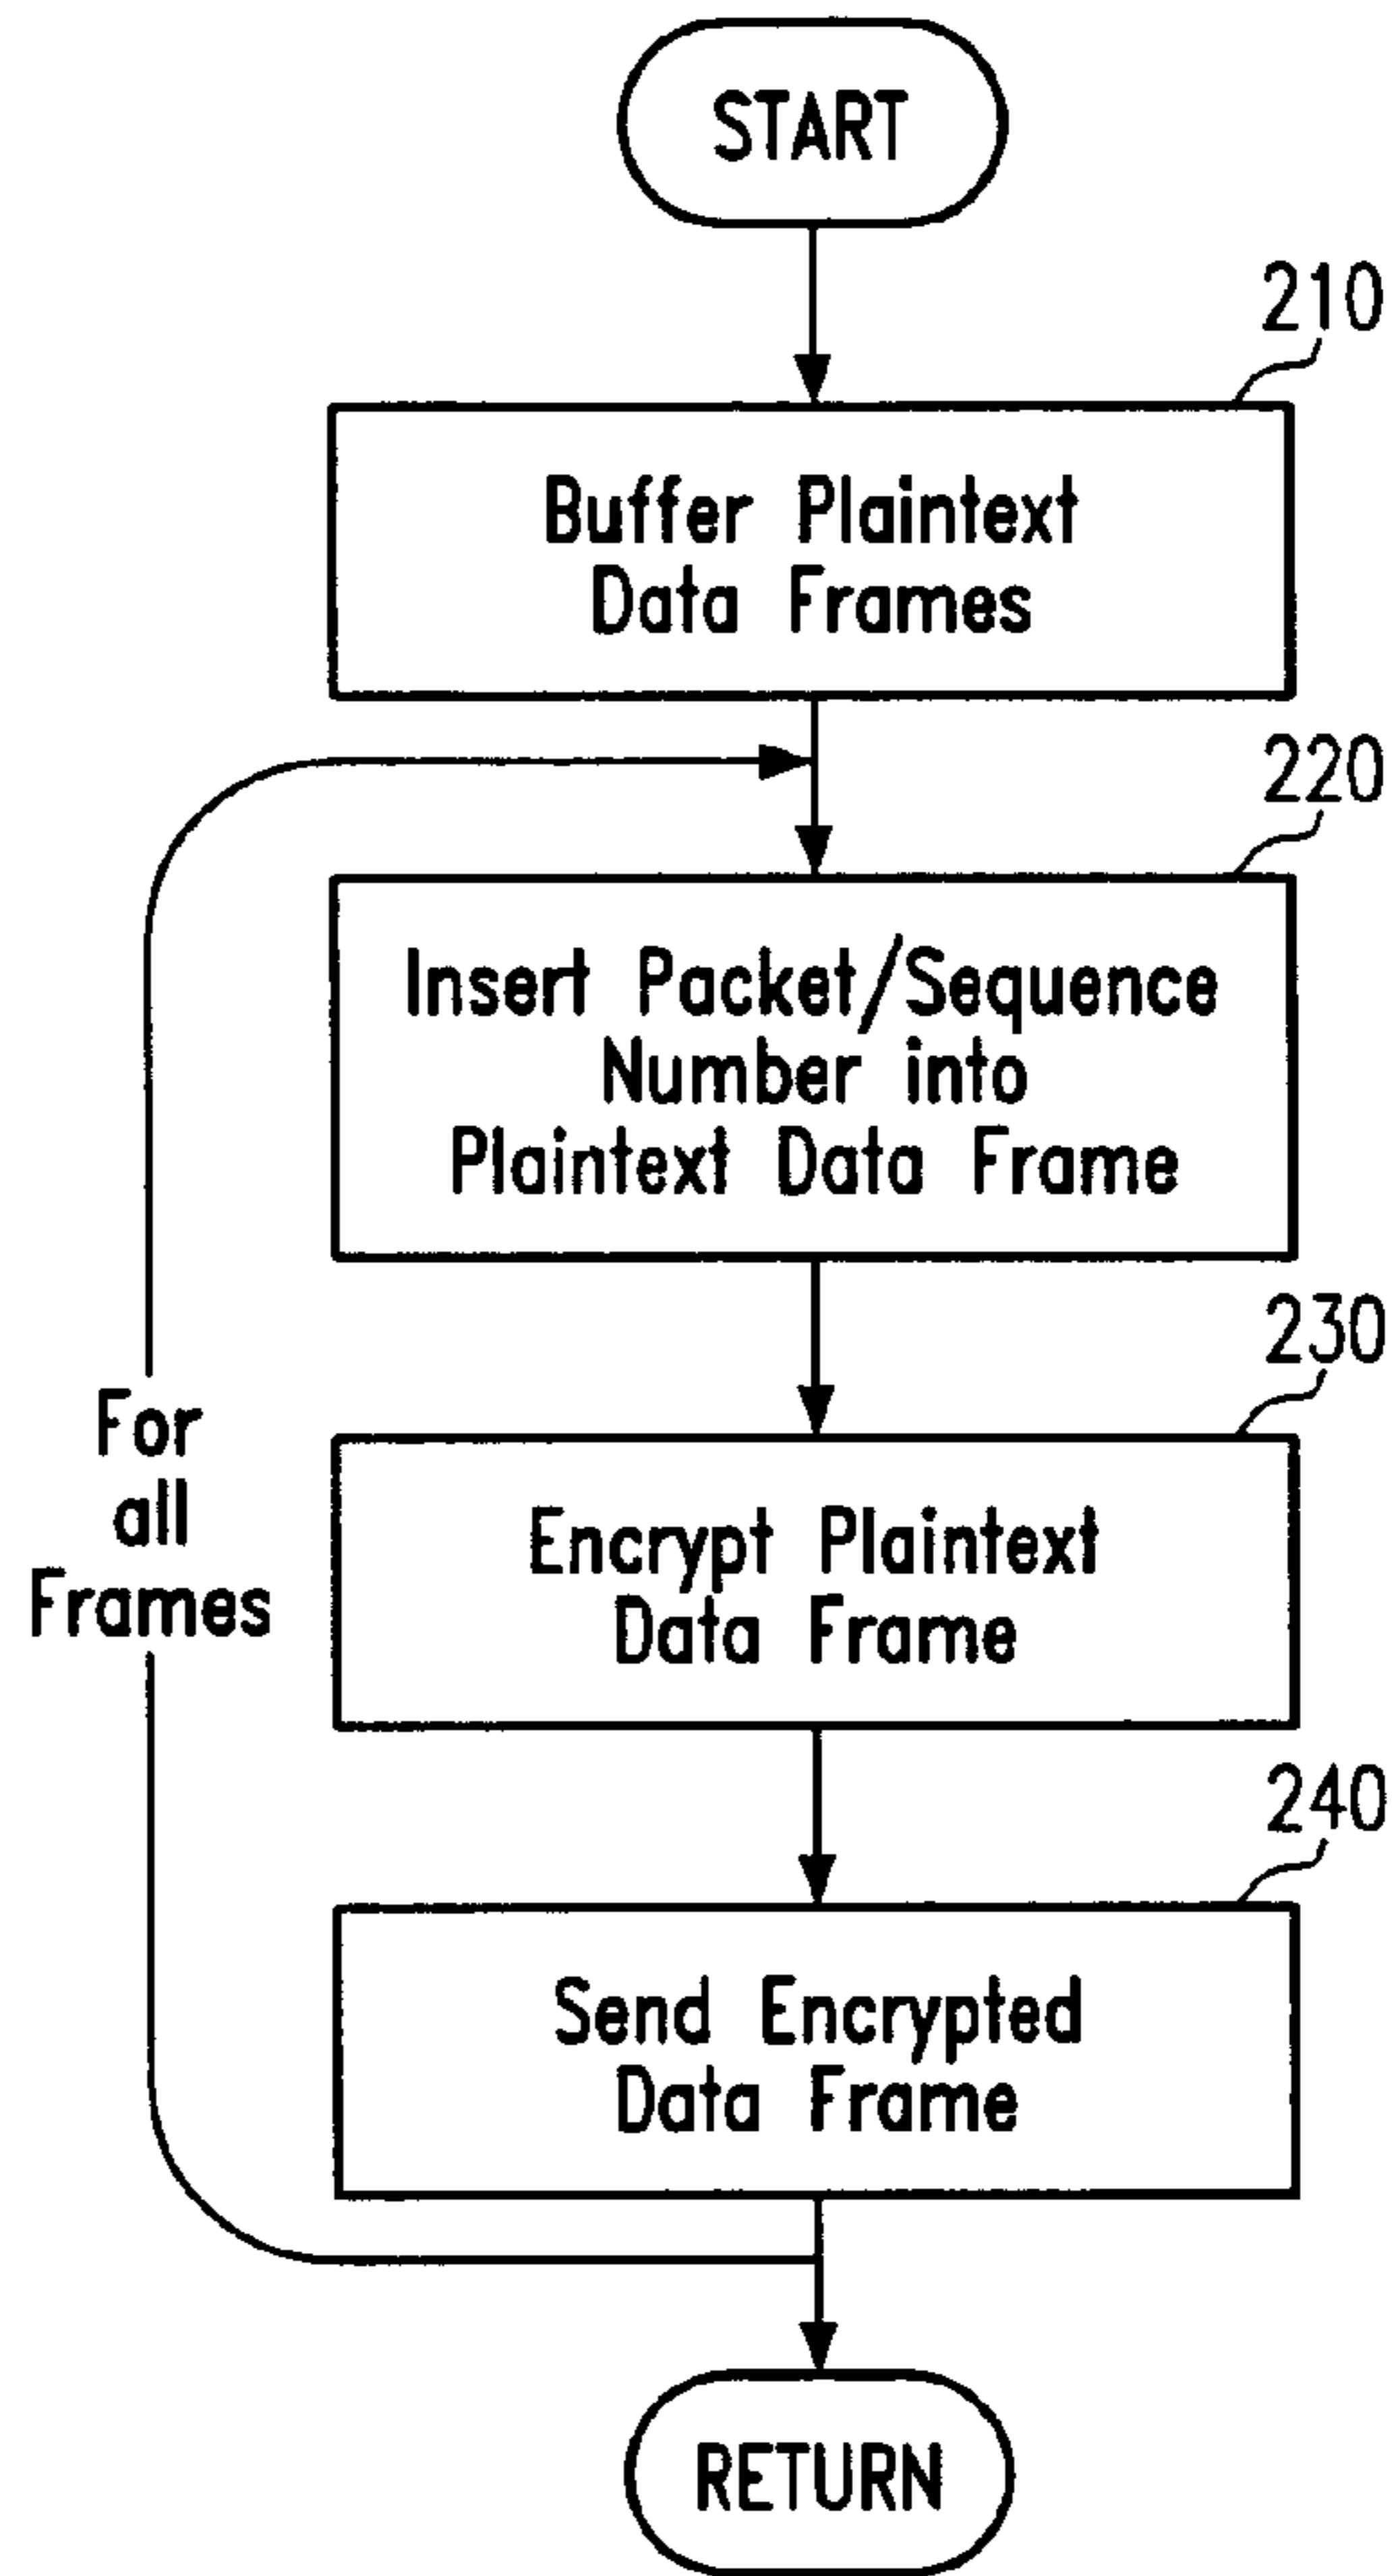 START
210
Buffer Plaintext
Data Frames
220
Insert Packet/Sequence
Number into
Plaintext Data Frame
230
Encrypt Plaintext
Data Frame
For
all
Frames
240
Send Encrypted
Data Frame
RETURN